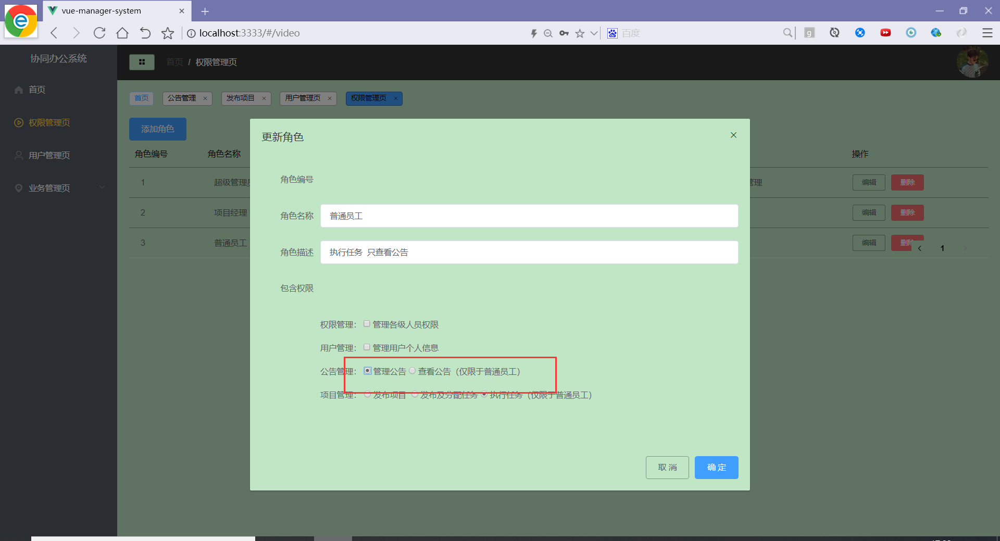 vue-manager-system
localhost:3333/#/video
百度
g
协同办公系统
首页 / 权限管理页
首页
权限管理页
用户管理页
业务管理页
首页 公告管理 发布项目 用户管理页 权限管理页
添加角色
角色编号 角色名称 操作
1 超级管理员 管理 编辑 删除
2 项目经理 编辑 删除
3 普通员工 编辑 删除
1
更新角色
角色编号
角色名称 普通员工
角色描述 执行任务 只查看公告
包含权限
权限管理： 管理各级人员权限
用户管理： 管理用户个人信息
公告管理： 管理公告 查看公告（仅限于普通员工）
项目管理： 发布项目 发布及分配任务 执行任务（仅限于普通员工）
取 消 确 定